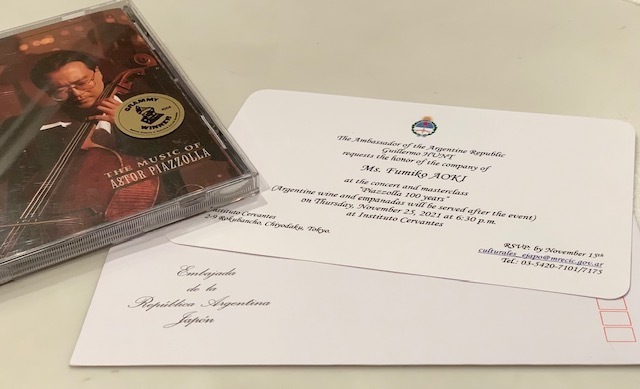 GRAMMY
WINNER
THE MUSIC OF
ASTOR PIAZZOLLA
The Ambassador of the Argentine Republic
Guillermo HUNT
requests the honor of the company of
Ms. Fumiko AOKI
at the concert and masterclass
"Piazzolla 100 years"
(Argentine wine and empanadas will be served after the event)
on Thursday, November 25, 2021 at 6:30 p.m.
at Instituto Cervantes
Instituto Cervantes
2-9 Rokubancho, Chiyodaku, Tokyo.
RSVP: by November 15th
culturales_ejapo@mrecic.gov.ar
Tel.: 03-5420-7101/7175
Embajada
de la
República Argentina
Japón